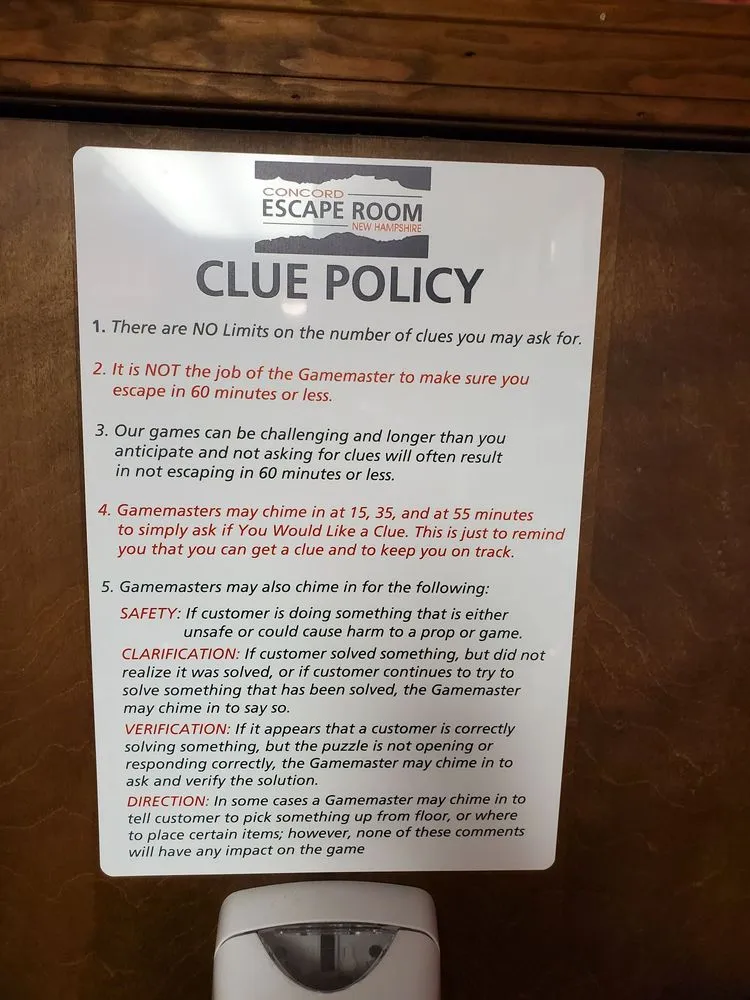 CONCORD
ESCAPE ROOM
NEW HAMPSHIRE
CLUE POLICY
1. There are NO Limits on the number of clues you may ask for.
2. It is NOT the job of the Gamemaster to make sure you
escape in 60 minutes or less.
3. Our games can be challenging and longer than you
anticipate and not asking for clues will often result
in not escaping in 60 minutes or less.
4. Gamemasters may chime in at 15, 35, and at 55 minutes
to simply ask if You Would Like a Clue. This is just to remind
you that you can get a clue and to keep you on track.
5. Gamemasters may also chime in for the following:
SAFETY: If customer is doing something that is either
unsafe or could cause harm to a prop or game.
CLARIFICATION: If customer solved something, but did not
realize it was solved, or if customer continues to try to
solve something that has been solved, the Gamemaster
may chime in to say so.
VERIFICATION: If it appears that a customer is correctly
solving something, but the puzzle is not opening or
responding correctly, the Gamemaster may chime in to
ask and verify the solution.
DIRECTION: In some cases a Gamemaster may chime in to
tell customer to pick something up from floor, or where
to place certain items; however, none of these comments
will have any impact on the game